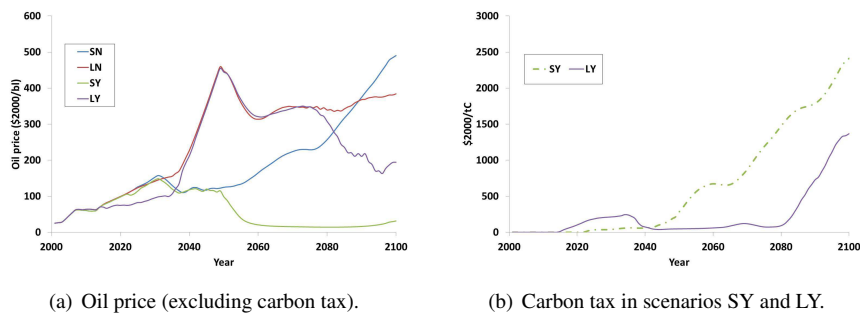 600
500
400
300
200
100
0
Oil price ($2000/bl)
SN
LN
SY
LY
2000 2020 2040 2060 2080 2100
Year
(a) Oil price (excluding carbon tax).
3000
2500
2000
1500
1000
500
0
$2000/tC
SY LY
2000 2020 2040 2060 2080 2100
Year
(b) Carbon tax in scenarios SY and LY.